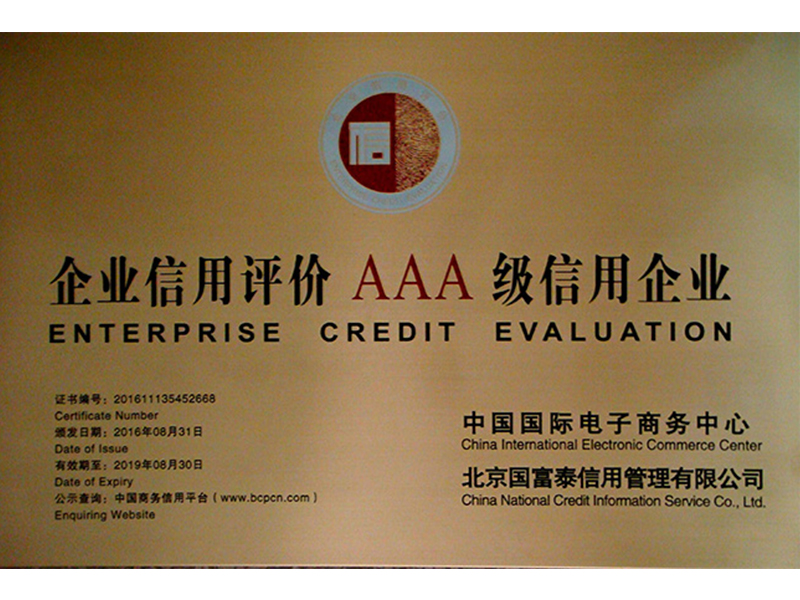 企业信用评价 AAA 级信用企业
ENTERPRISE CREDIT EVALUATION
证书编号：201611135452668
Certificate Number
颁发日期：2016年08月31日
Date of Issue
有效期至：2019年08月30日
Date of Expiry
公示查询：中国商务信用平台（www.bcpcn.com）
Enquiring Website
中国国际电子商务中心
China International Electronic Commerce Center
北京国富泰信用管理有限公司
China National Credit Information Service Co., Ltd.